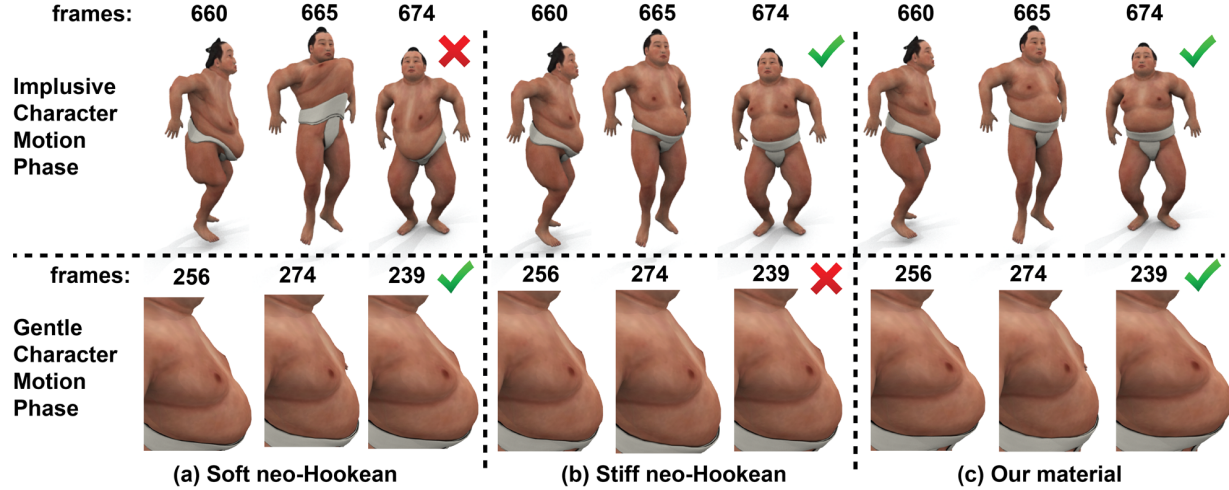 frames: 660 665 674 660 665 674 660 665 674
Implusive
Character
Motion
Phase
frames: 256 274 239 256 274 239 256 274 239
Gentle
Character
Motion
Phase
(a) Soft neo-Hookean (b) Stiff neo-Hookean (c) Our material